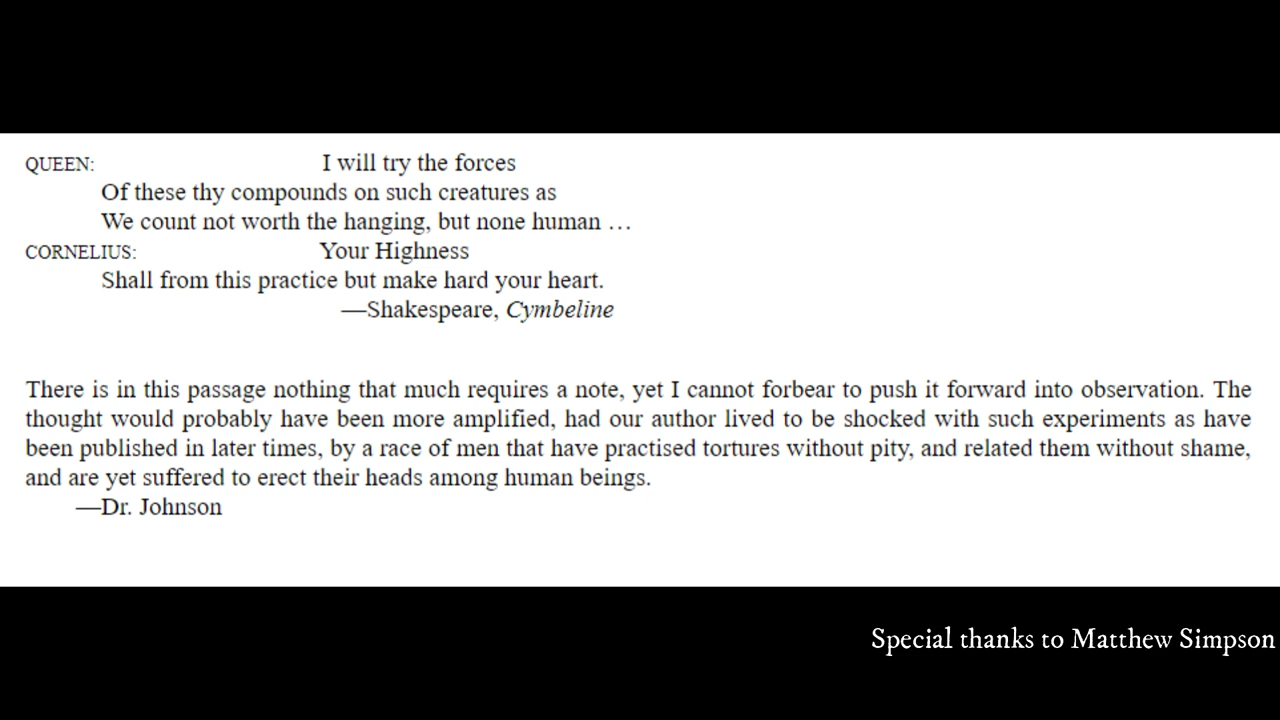 QUEEN: I will try the forces
Of these thy compounds on such creatures as
We count not worth the hanging, but none human …
CORNELIUS: Your Highness
Shall from this practice but make hard your heart.
—Shakespeare, Cymbeline
There is in this passage nothing that much requires a note, yet I cannot forbear to push it forward into observation. The
thought would probably have been more amplified, had our author lived to be shocked with such experiments as have
been published in later times, by a race of men that have practised tortures without pity, and related them without shame,
and are yet suffered to erect their heads among human beings.
—Dr. Johnson
Special thanks to Matthew Simpson